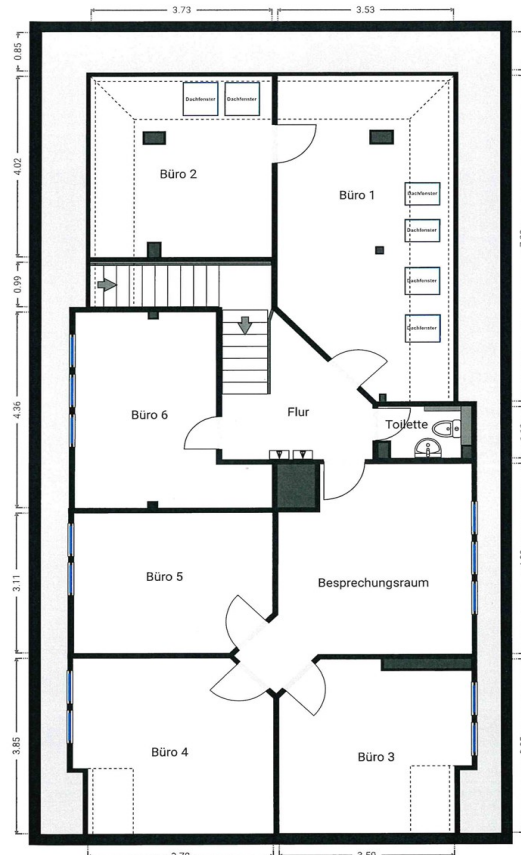 3.73
3.53
0.85
Dachfenster
Dachfenster
4.02
Büro 2
Büro 1
Dachfenster
Dachfenster
0.99
Dachfenster
Dachfenster
4.36
Büro 6
Flur
Toilette
3.11
Büro 5
Besprechungsraum
3.85
Büro 4
Büro 3